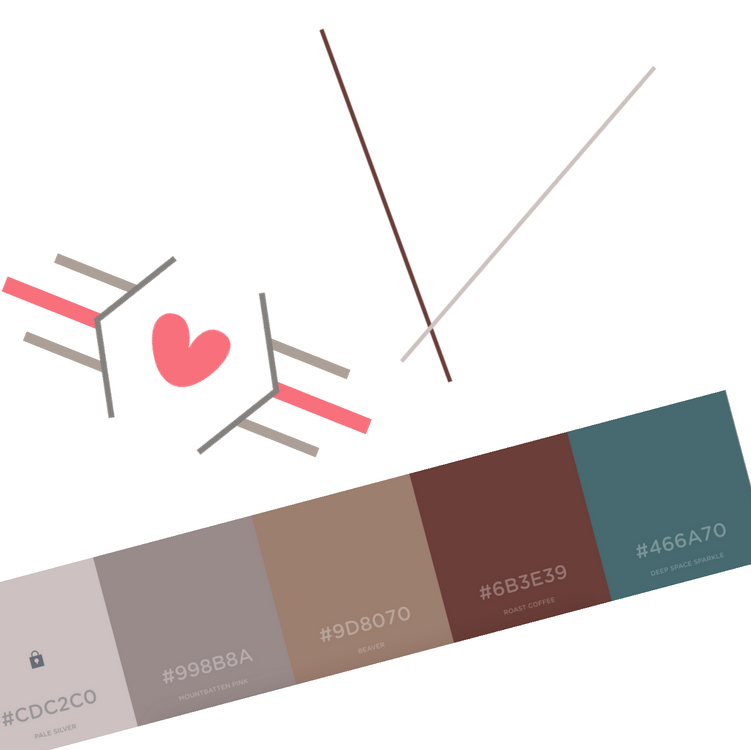 #CDC2C0
PALE SILVER
#998B8A
MOUNTBATTEN PINK
#9D8070
BEAVER
#6B3E39
ROAST COFFEE
#466A70
DEEP SPACE SPARKLE